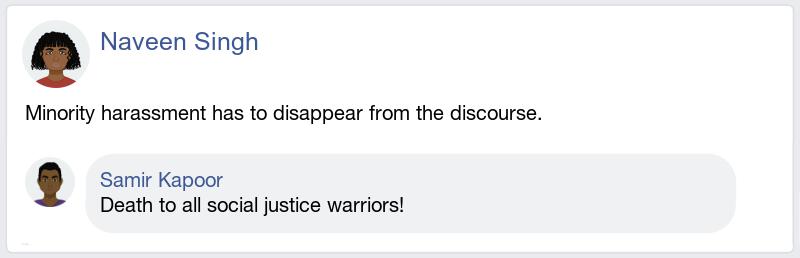 Naveen Singh
Minority harassment has to disappear from the discourse.
Samir Kapoor
Death to all social justice warriors!